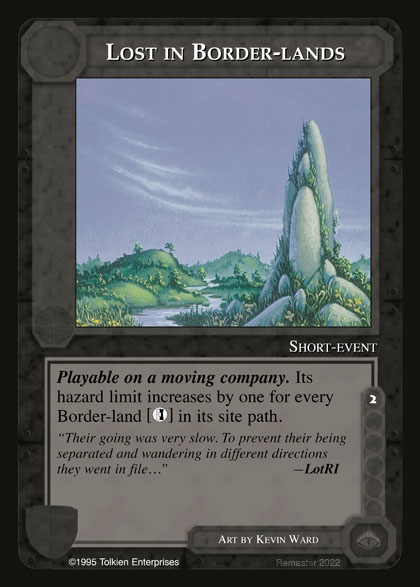 Lost in Border-lands
Short-event
Playable on a moving company. Its
hazard limit increases by one for every
Border-land [ ] in its site path.
2
“Their going was very slow. To prevent their being
separated and wandering in different directions
they went in file…” –LotRI
Art by Kevin Ward
©1995 Tolkien Enterprises Remaster 2022